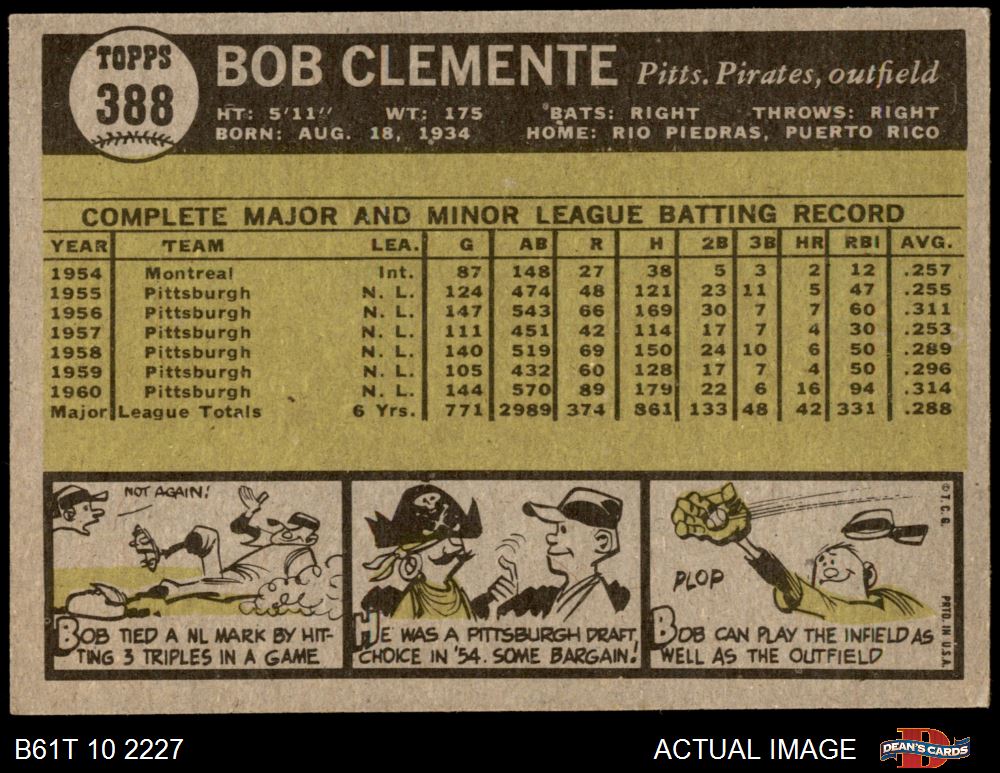 TOPPS
388
BOB CLEMENTE Pitts. Pirates, outfield
HT: 5'11" WT: 175 BATS: RIGHT THROWS: RIGHT
BORN: AUG. 18, 1934 HOME: RIO PIEDRAS, PUERTO RICO
COMPLETE MAJOR AND MINOR LEAGUE BATTING RECORD
YEAR TEAM LEA. G AB R H 2B 3B HR RBI AVG.
1954 Montreal Int. 87 148 27 38 5 3 2 12 .257
1955 Pittsburgh N. L. 124 474 48 121 23 11 5 47 .255
1956 Pittsburgh N. L. 147 543 66 169 30 7 7 60 .311
1957 Pittsburgh N. L. 111 451 42 114 17 7 4 30 .253
1958 Pittsburgh N. L. 140 519 69 150 24 10 6 50 .289
1959 Pittsburgh N. L. 105 432 60 128 17 7 4 50 .296
1960 Pittsburgh N. L. 144 570 89 179 22 6 16 94 .314
Major League Totals 6 Yrs. 771 2989 374 861 133 48 42 331 .288
NOT AGAIN!
BOB TIED A NL MARK BY HIT-
TING 3 TRIPLES IN A GAME
HE WAS A PITTSBURGH DRAFT
CHOICE IN '54. SOME BARGAIN!
PLOP
BOB CAN PLAY THE INFIELD AS
WELL AS THE OUTFIELD
© T. C. G.
PRTD. IN U.S.A.
B61T 10 2227
ACTUAL IMAGE
DEAN'S CARDS